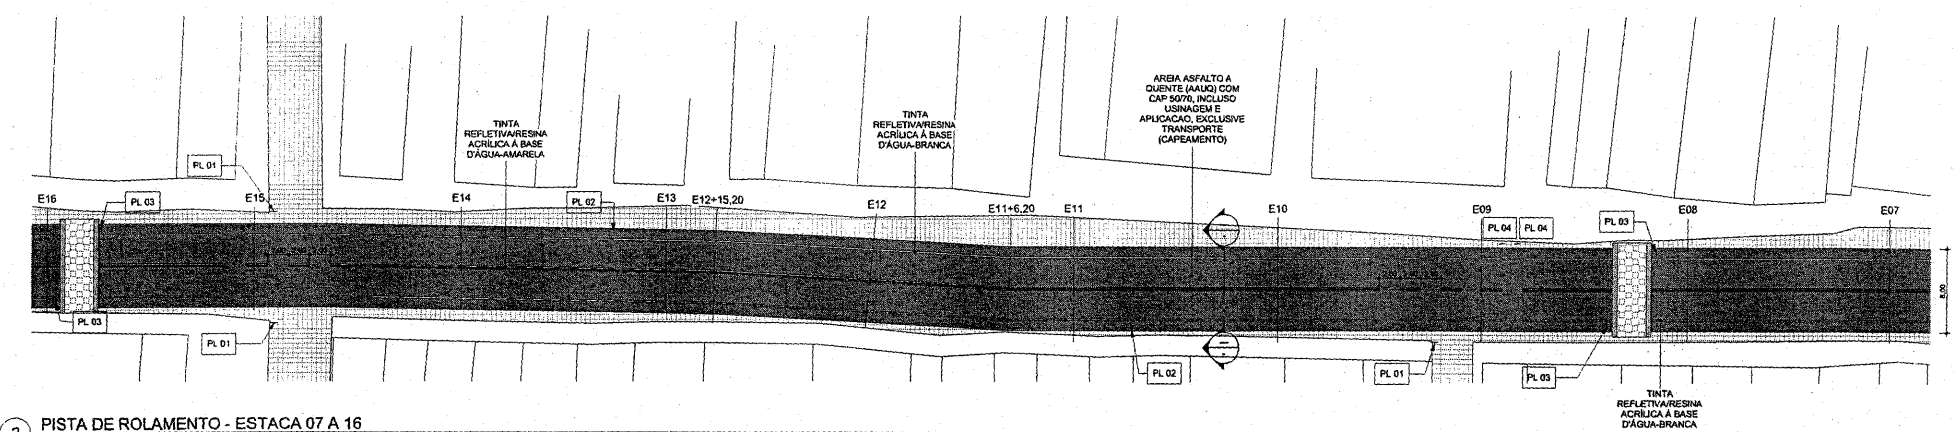 AREIA ASFALTO A
QUENTE (AAUQ) COM
CAP 50/70, INCLUSO
USINAGEM E
APLICACAO, EXCLUSIVE
TRANSPORTE
(CAPEAMENTO)
TINTA
REFLETIVA/RESINA
ACRÍLICA À BASE
D'ÁGUA-AMARELA
TINTA
REFLETIVA/RESINA
ACRÍLICA À BASE
D'ÁGUA-BRANCA
PL 01
E16
PL 03
E15
E14
PL 02
E13
E12+15,20
E12
E11+6,20
E11
E10
E09
PL 04
PL 04
PL 03
E08
E07
8,00
PL 03
PL 01
PL 02
PL 01
PL 03
TINTA
REFLETIVA/RESINA
ACRÍLICA À BASE
D'ÁGUA-BRANCA
PISTA DE ROLAMENTO - ESTACA 07 A 16